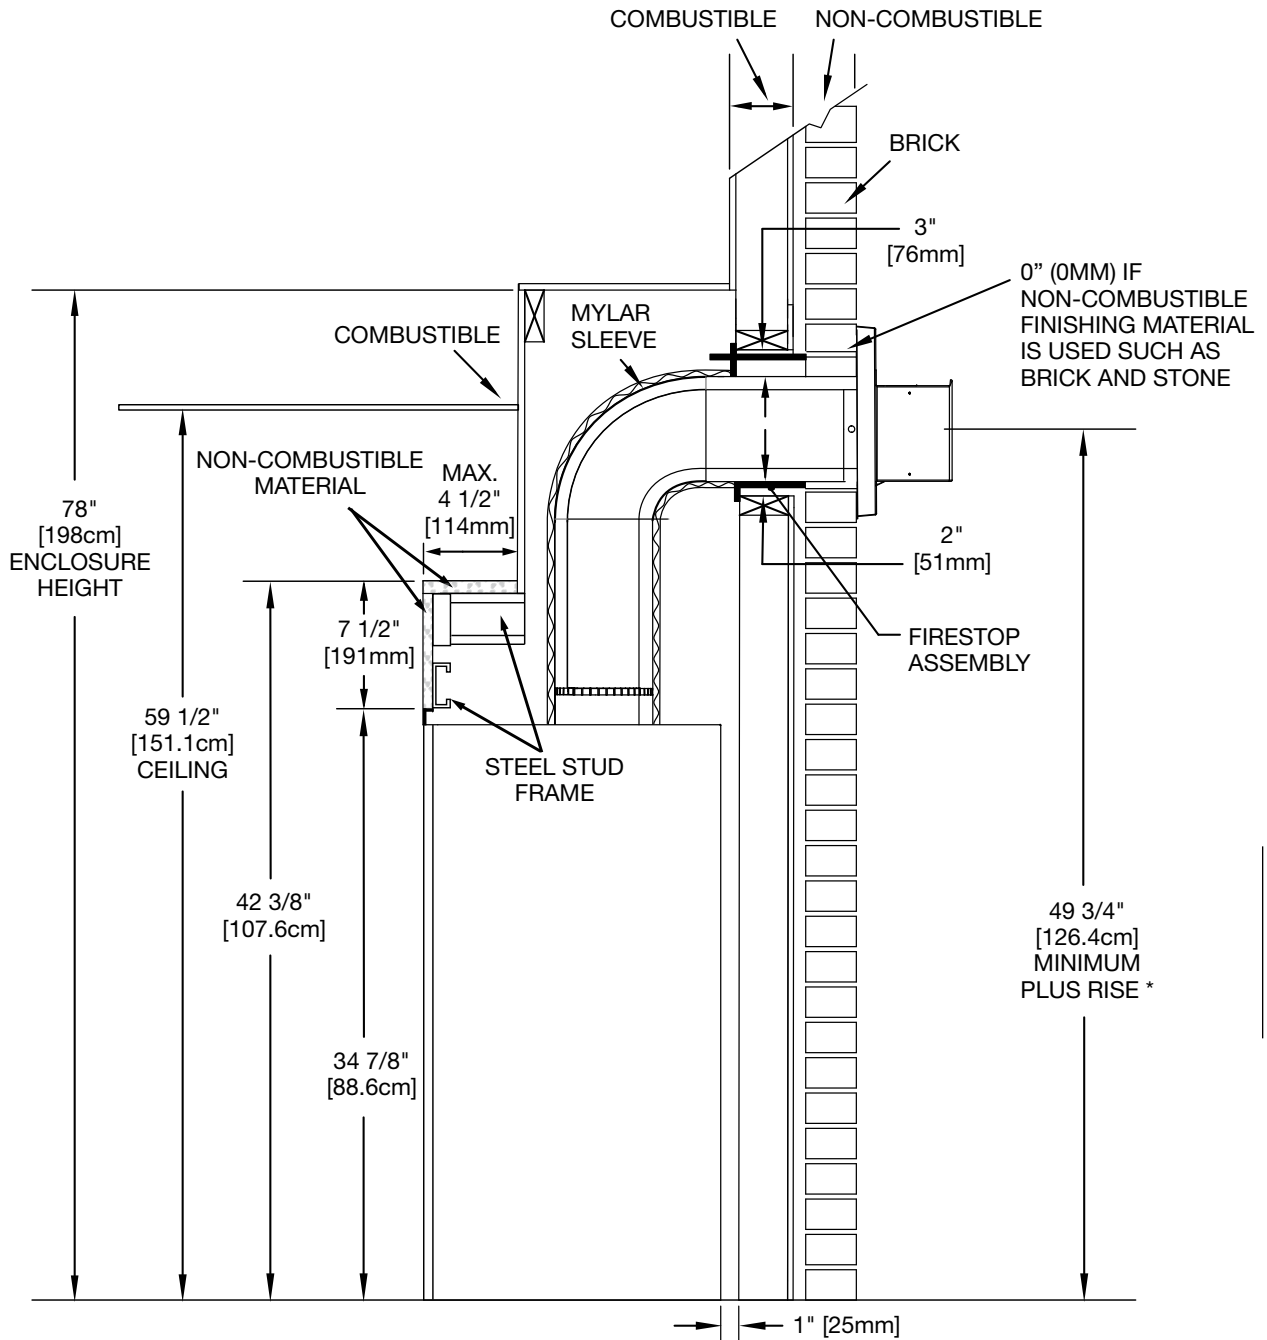 COMBUSTIBLE
NON-COMBUSTIBLE
BRICK
3"
[76mm]
0” (0MM) IF
NON-COMBUSTIBLE
FINISHING MATERIAL
IS USED SUCH AS
BRICK AND STONE
MYLAR
SLEEVE
COMBUSTIBLE
NON-COMBUSTIBLE
MATERIAL
MAX.
4 1/2"
[114mm]
78"
[198cm]
ENCLOSURE
HEIGHT
2"
[51mm]
7 1/2"
[191mm]
FIRESTOP
ASSEMBLY
59 1/2"
[151.1cm]
CEILING
STEEL STUD
FRAME
42 3/8"
[107.6cm]
49 3/4"
[126.4cm]
MINIMUM
PLUS RISE *
34 7/8"
[88.6cm]
1" [25mm]